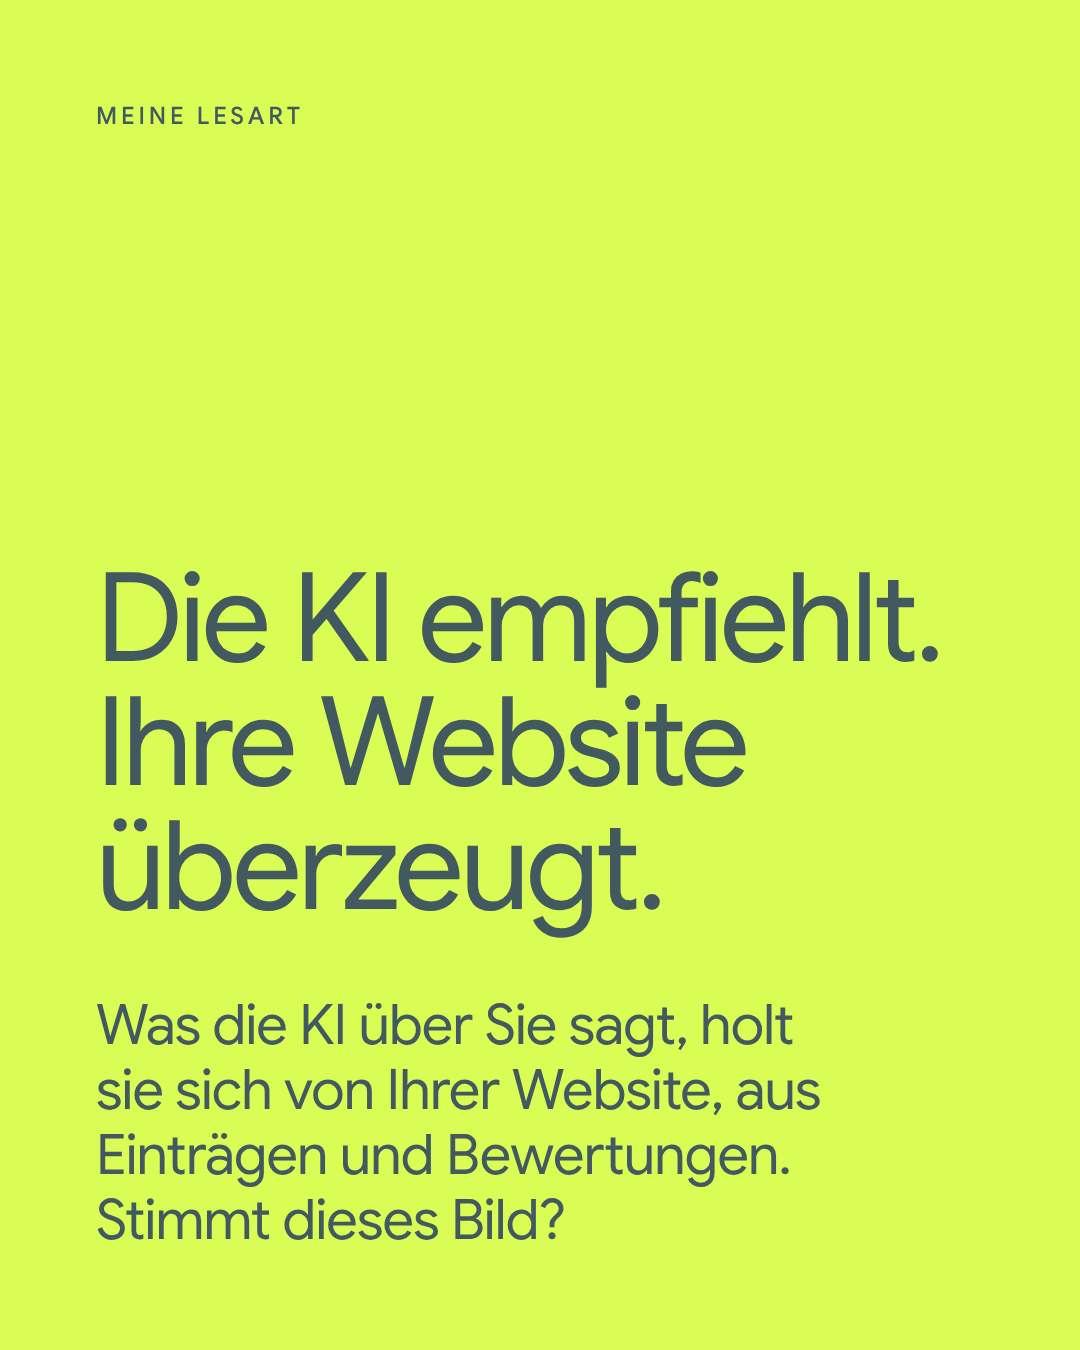 MEINE LESART
Die KI empfiehlt.
Ihre Website
überzeugt.
Was die KI über Sie sagt, holt
sie sich von Ihrer Website, aus
Einträgen und Bewertungen.
Stimmt dieses Bild?